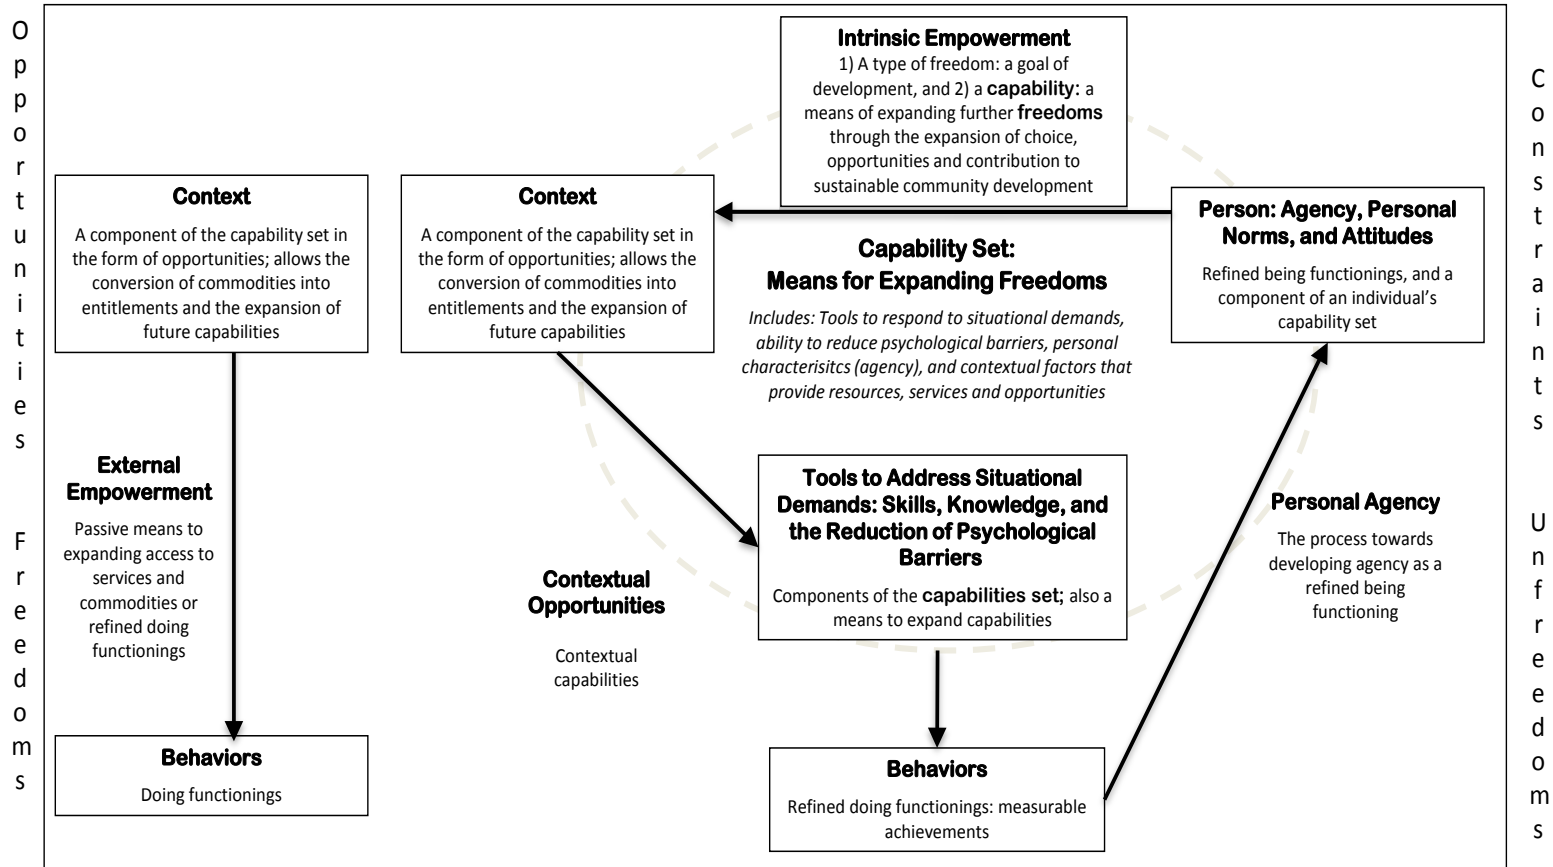 Opportunities
Freedoms
Intrinsic Empowerment
1) A type of freedom: a goal of
development, and 2) a capability: a
means of expanding further freedoms
through the expansion of choice,
opportunities and contribution to
sustainable community development
Context
A component of the capability set in
the form of opportunities; allows the
conversion of commodities into
entitlements and the expansion of
future capabilities
Context
A component of the capability set in
the form of opportunities; allows the
conversion of commodities into
entitlements and the expansion of
future capabilities
Person: Agency, Personal
Norms, and Attitudes
Refined being functionings, and a
component of an individual’s
capability set
Capability Set:
Means for Expanding Freedoms
Includes: Tools to respond to situational demands,
ability to reduce psychological barriers, personal
characterisitcs (agency), and contextual factors that
provide resources, services and opportunities
External
Empowerment
Passive means to
expanding access to
services and
commodities or
refined doing
functionings
Contextual
Opportunities
Contextual
capabilities
Tools to Address Situational
Demands: Skills, Knowledge, and
the Reduction of Psychological
Barriers
Components of the capabilities set; also a
means to expand capabilities
Personal Agency
The process towards
developing agency as a
refined being
functioning
Behaviors
Doing functionings
Behaviors
Refined doing functionings: measurable
achievements
Constraints
Unfreedoms